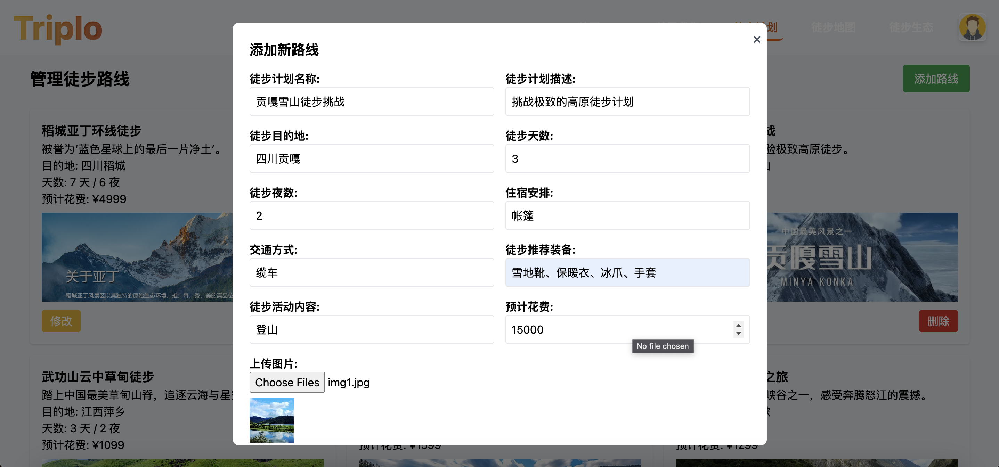 Triplo
徒步地图
徒步生态
管理徒步路线
添加路线
添加新路线
×
徒步计划名称:
徒步计划描述:
贡嘎雪山徒步挑战
挑战极致的高原徒步计划
徒步目的地:
徒步天数:
四川贡嘎
3
徒步夜数:
住宿安排:
2
帐篷
交通方式:
徒步推荐装备:
缆车
雪地靴、保暖衣、冰爪、手套
徒步活动内容:
预计花费:
登山
15000
No file chosen
上传图片:
Choose Files img1.jpg
稻城亚丁环线徒步
被誉为‘蓝色星球上的最后一片净土’。
目的地: 四川稻城
天数: 7 天 / 6 夜
预计花费: ¥4999
关于亚丁
稻城亚丁风景区以其独特的原始生态环境、雄、奇、秀、美的高品位
修改
战
验极致高原徒步。
中国最美风景之一
贡嘎雪山
MINYA KONKA
删除
武功山云中草甸徒步
踏上中国最美草甸山脊，追逐云海与星
目的地: 江西萍乡
天数: 3 天 / 2 夜
预计花费: ¥1099
预计花费: ¥1599
之旅
峡谷之一，感受奔腾怒江的震撼。
预计花费: ¥1299